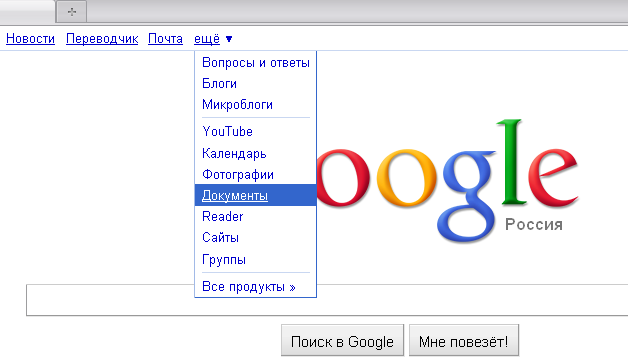 Новости Переводчик Почта ещё ▼
Вопросы и ответы
Блоги
Микроблоги
YouTube
Календарь
Фотографии
Документы
Reader
Сайты
Группы
Все продукты »
oogle
Россия
Поиск в Google Мне повезёт!